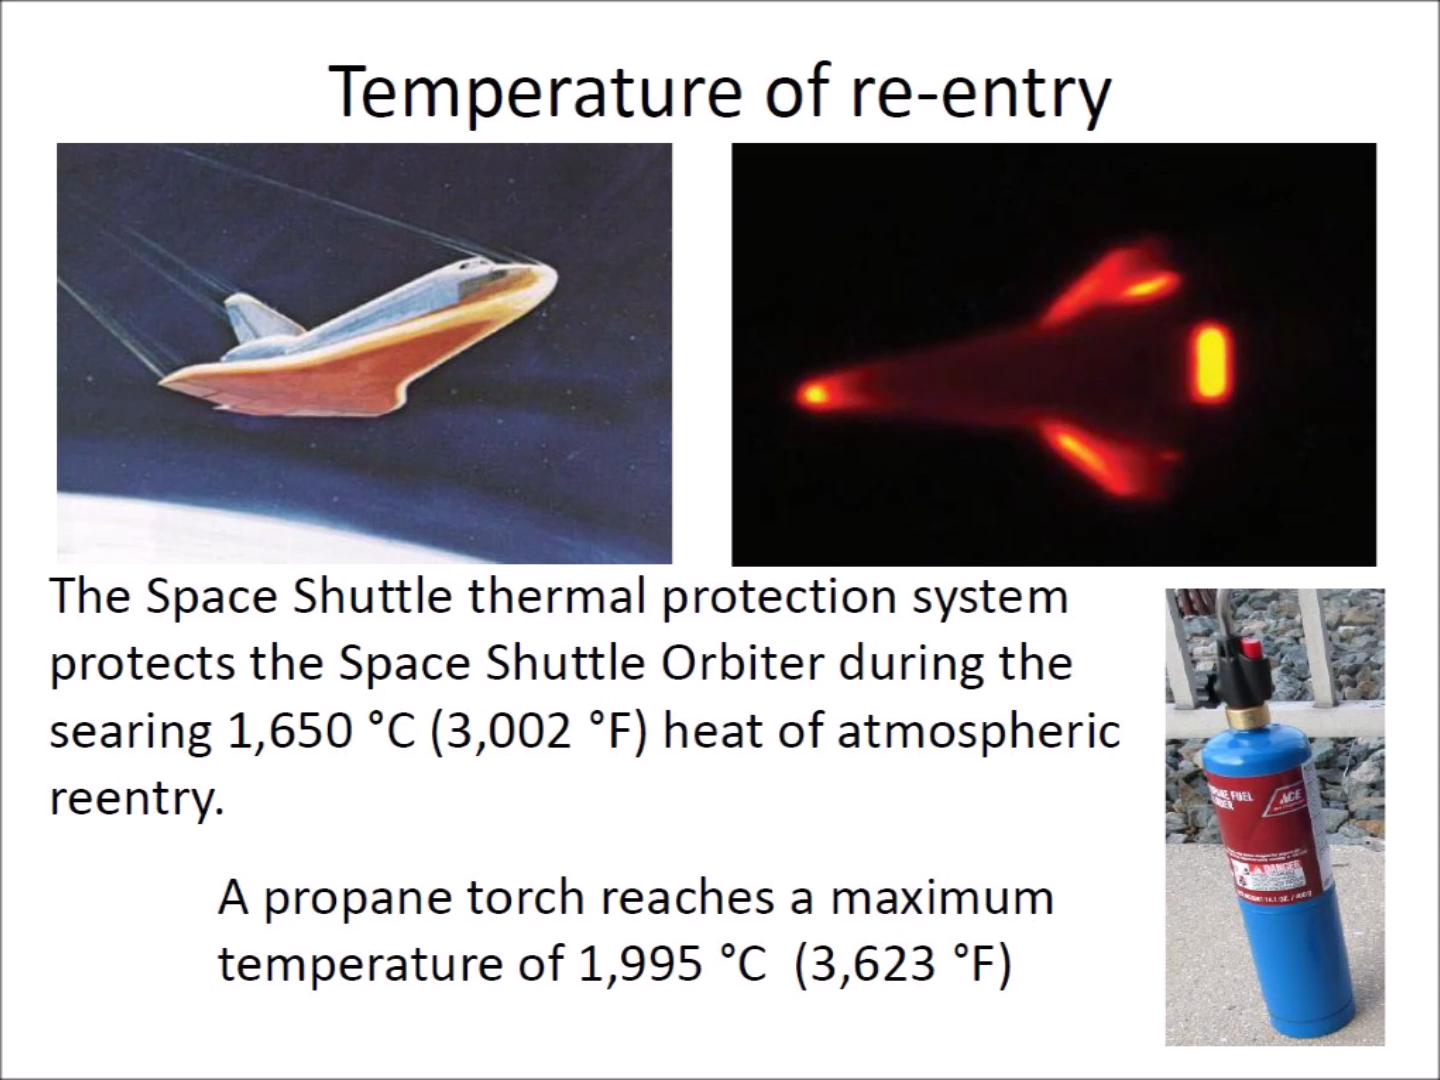 Temperature of re-entry
The Space Shuttle thermal protection system
protects the Space Shuttle Orbiter during the
searing 1,650 °C (3,002 °F) heat of atmospheric
reentry.
A propane torch reaches a maximum
temperature of 1,995 °C  (3,623 °F)
FUEL
ACE
DANGER